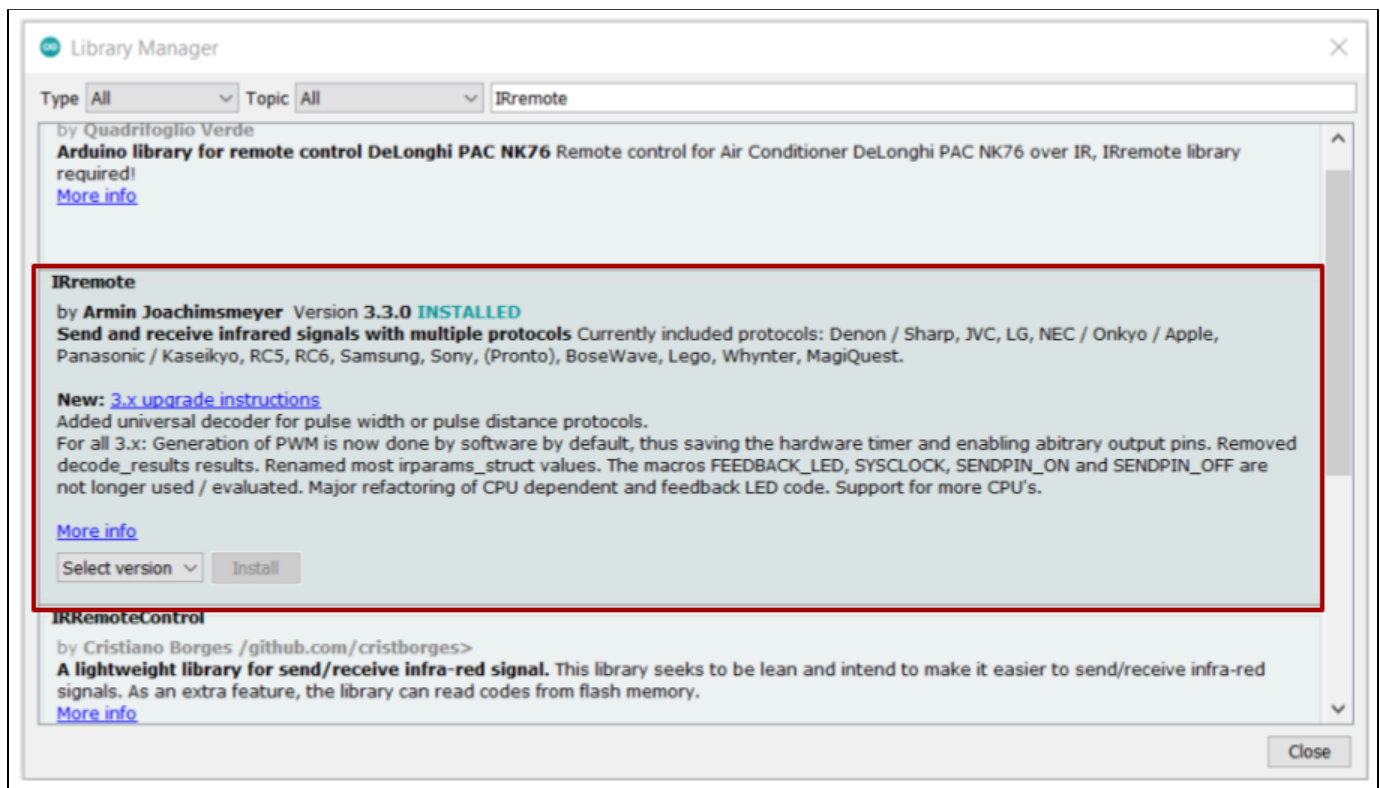 Library Manager
Type All Topic All IRremote
by Quadrifoglio Verde
Arduino library for remote control DeLonghi PAC NK76 Remote control for Air Conditioner DeLonghi PAC NK76 over IR, IRremote library
required!
More info
IRremote
by Armin Joachimsmeyer Version 3.3.0 INSTALLED
Send and receive infrared signals with multiple protocols Currently included protocols: Denon / Sharp, JVC, LG, NEC / Onkyo / Apple,
Panasonic / Kaseikyo, RC5, RC6, Samsung, Sony, (Pronto), BoseWave, Lego, Whynter, MagiQuest.
New: 3.x upgrade instructions
Added universal decoder for pulse width or pulse distance protocols.
For all 3.x: Generation of PWM is now done by software by default, thus saving the hardware timer and enabling abitrary output pins. Removed
decode_results results. Renamed most irparams_struct values. The macros FEEDBACK_LED, SYSCLOCK, SENDPIN_ON and SENDPIN_OFF are
not longer used / evaluated. Major refactoring of CPU dependent and feedback LED code. Support for more CPU's.
More info
Select version Install
IRRemoteControl
by Cristiano Borges /github.com/cristborges>
A lightweight library for send/receive infra-red signal. This library seeks to be lean and intend to make it easier to send/receive infra-red
signals. As an extra feature, the library can read codes from flash memory.
More info
Close